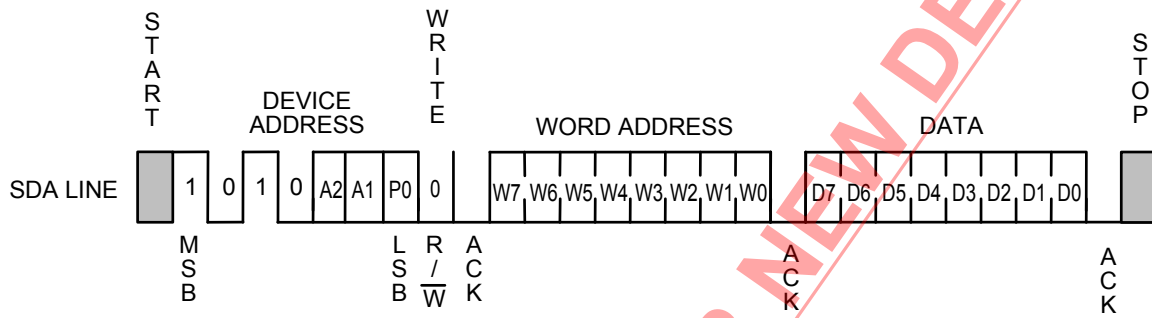 START
WRITE
STOP
DEVICE
ADDRESS
WORD ADDRESS
DATA
SDA LINE
1 0 1 0 A2 A1 P0 0 W7 W6 W5 W4 W3 W2 W1 W0 D7 D6 D5 D4 D3 D2 D1 D0
MSB
LSB
R/W
ACK
ACK
ACK
NEW DE